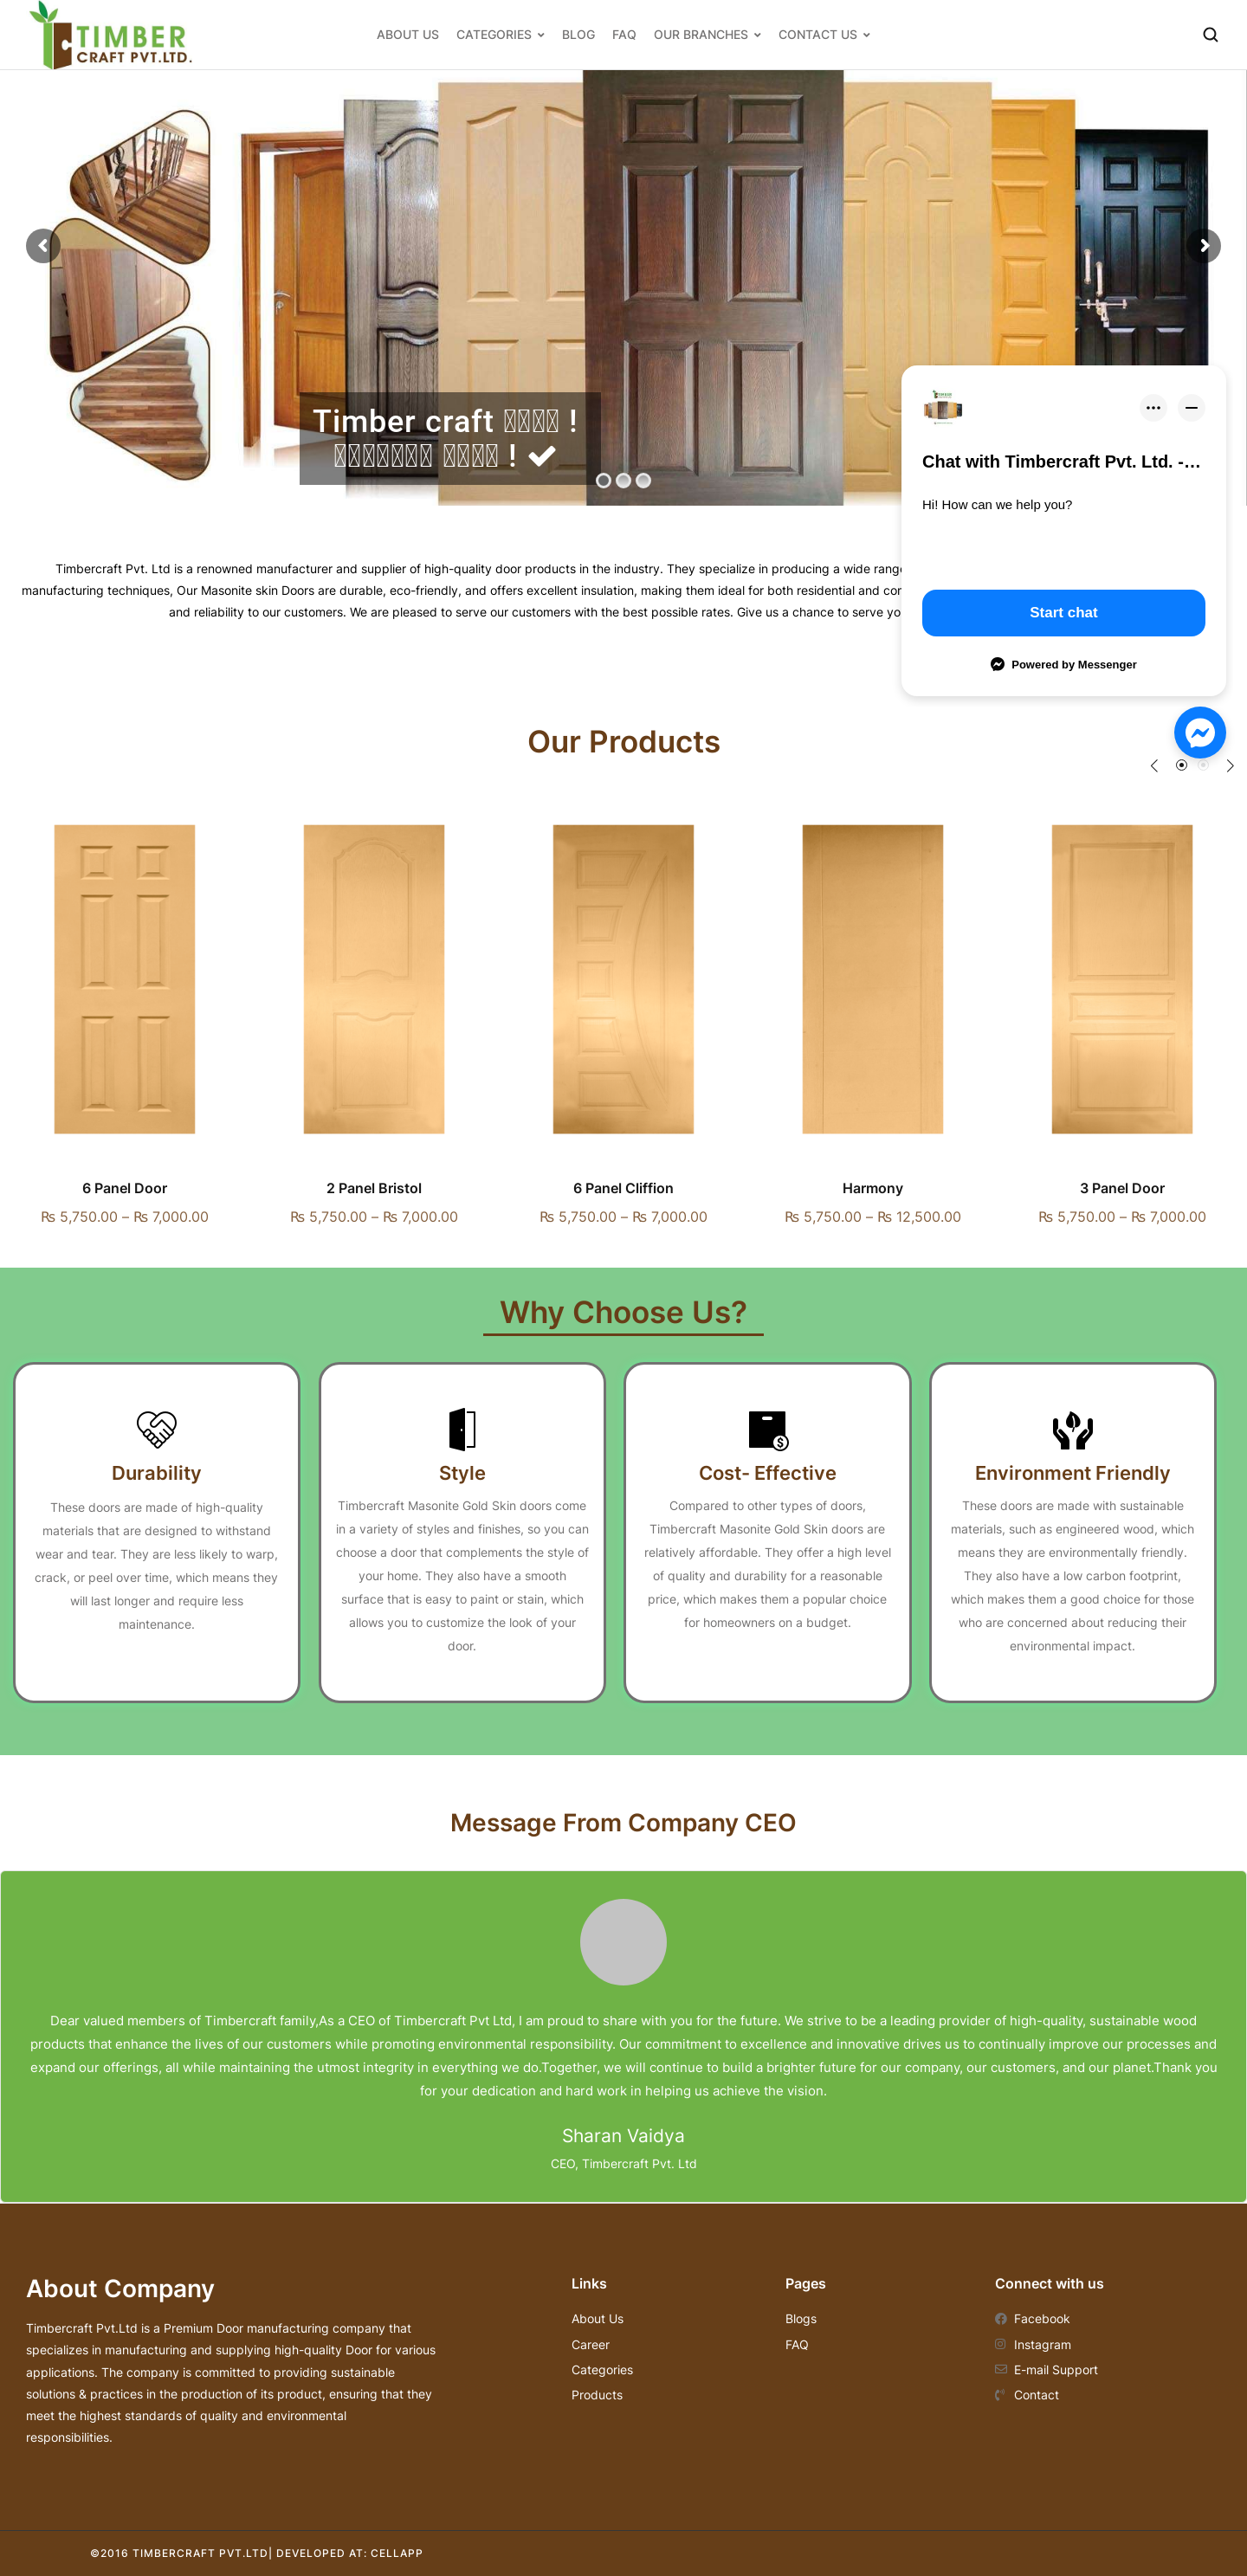 TIMBER
CRAFT PVT.LTD.
ABOUT US CATEGORIES BLOG FAQ OUR BRANCHES CONTACT US
Timber craft !
!
Chat with Timbercraft Pvt. Ltd. -…
Hi! How can we help you?
Start chat
Powered by Messenger
Timbercraft Pvt. Ltd is a renowned manufacturer and supplier of high-quality door products in the industry. They specialize in producing a wide
manufacturing techniques, Our Masonite skin Doors are durable, eco-friendly, and offers excellent insulation, making them ideal for both residential and
and reliability to our customers. We are pleased to serve our customers with the best possible rates. Give us a chance to serve
Our Products
6 Panel Door
₨ 5,750.00 – ₨ 7,000.00
2 Panel Bristol
₨ 5,750.00 – ₨ 7,000.00
6 Panel Cliffion
₨ 5,750.00 – ₨ 7,000.00
Harmony
₨ 5,750.00 – ₨ 12,500.00
3 Panel Door
₨ 5,750.00 – ₨ 7,000.00
Why Choose Us?
Durability
These doors are made of high-quality
materials that are designed to withstand
wear and tear. They are less likely to warp,
crack, or peel over time, which means they
will last longer and require less
maintenance.
Style
Timbercraft Masonite Gold Skin doors come
in a variety of styles and finishes, so you can
choose a door that complements the style of
your home. They also have a smooth
surface that is easy to paint or stain, which
allows you to customize the look of your
door.
Cost- Effective
Compared to other types of doors,
Timbercraft Masonite Gold Skin doors are
relatively affordable. They offer a high level
of quality and durability for a reasonable
price, which makes them a popular choice
for homeowners on a budget.
Environment Friendly
These doors are made with sustainable
materials, such as engineered wood, which
means they are environmentally friendly.
They also have a low carbon footprint,
which makes them a good choice for those
who are concerned about reducing their
environmental impact.
Message From Company CEO
Dear valued members of Timbercraft family,As a CEO of Timbercraft Pvt Ltd, I am proud to share with you for the future. We strive to be a leading provider of high-quality, sustainable wood
products that enhance the lives of our customers while promoting environmental responsibility. Our commitment to excellence and innovative drives us to continually improve our processes and
expand our offerings, all while maintaining the utmost integrity in everything we do.Together, we will continue to build a brighter future for our company, our customers, and our planet.Thank you
for your dedication and hard work in helping us achieve the vision.
Sharan Vaidya
CEO, Timbercraft Pvt. Ltd
About Company
Timbercraft Pvt.Ltd is a Premium Door manufacturing company that
specializes in manufacturing and supplying high-quality Door for various
applications. The company is committed to providing sustainable
solutions & practices in the production of its product, ensuring that they
meet the highest standards of quality and environmental
responsibilities.
Links
About Us
Career
Categories
Products
Pages
Blogs
FAQ
Connect with us
Facebook
Instagram
E-mail Support
Contact
©2016 TIMBERCRAFT PVT.LTD| DEVELOPED AT: CELLAPP